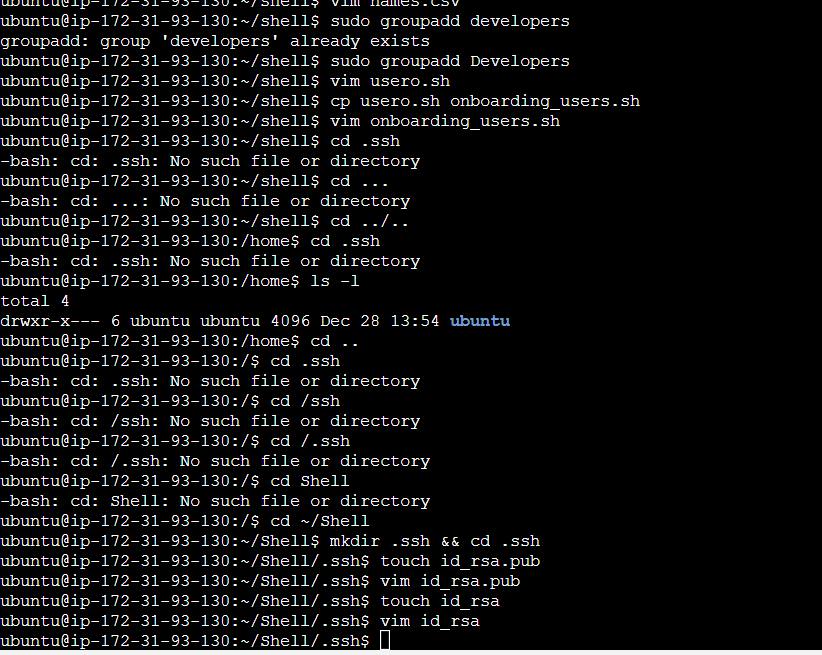 ubuntu@ip-172-31-93-130:~/shell$ vim names.csv
ubuntu@ip-172-31-93-130:~/shell$ sudo groupadd developers
groupadd: group 'developers' already exists
ubuntu@ip-172-31-93-130:~/shell$ sudo groupadd Developers
ubuntu@ip-172-31-93-130:~/shell$ vim usero.sh
ubuntu@ip-172-31-93-130:~/shell$ cp usero.sh onboarding_users.sh
ubuntu@ip-172-31-93-130:~/shell$ vim onboarding_users.sh
ubuntu@ip-172-31-93-130:~/shell$ cd .ssh
-bash: cd: .ssh: No such file or directory
ubuntu@ip-172-31-93-130:~/shell$ cd ...
-bash: cd: ...: No such file or directory
ubuntu@ip-172-31-93-130:~/shell$ cd ../..
ubuntu@ip-172-31-93-130:/home$ cd .ssh
-bash: cd: .ssh: No such file or directory
ubuntu@ip-172-31-93-130:/home$ ls -l
total 4
drwxr-x--- 6 ubuntu ubuntu 4096 Dec 28 13:54 ubuntu
ubuntu@ip-172-31-93-130:/home$ cd ..
ubuntu@ip-172-31-93-130:/$ cd .ssh
-bash: cd: .ssh: No such file or directory
ubuntu@ip-172-31-93-130:/$ cd /ssh
-bash: cd: /ssh: No such file or directory
ubuntu@ip-172-31-93-130:/$ cd /.ssh
-bash: cd: /.ssh: No such file or directory
ubuntu@ip-172-31-93-130:/$ cd Shell
-bash: cd: Shell: No such file or directory
ubuntu@ip-172-31-93-130:/$ cd ~/Shell
ubuntu@ip-172-31-93-130:~/Shell$ mkdir .ssh && cd .ssh
ubuntu@ip-172-31-93-130:~/Shell/.ssh$ touch id_rsa.pub
ubuntu@ip-172-31-93-130:~/Shell/.ssh$ vim id_rsa.pub
ubuntu@ip-172-31-93-130:~/Shell/.ssh$ touch id_rsa
ubuntu@ip-172-31-93-130:~/Shell/.ssh$ vim id_rsa
ubuntu@ip-172-31-93-130:~/Shell/.ssh$